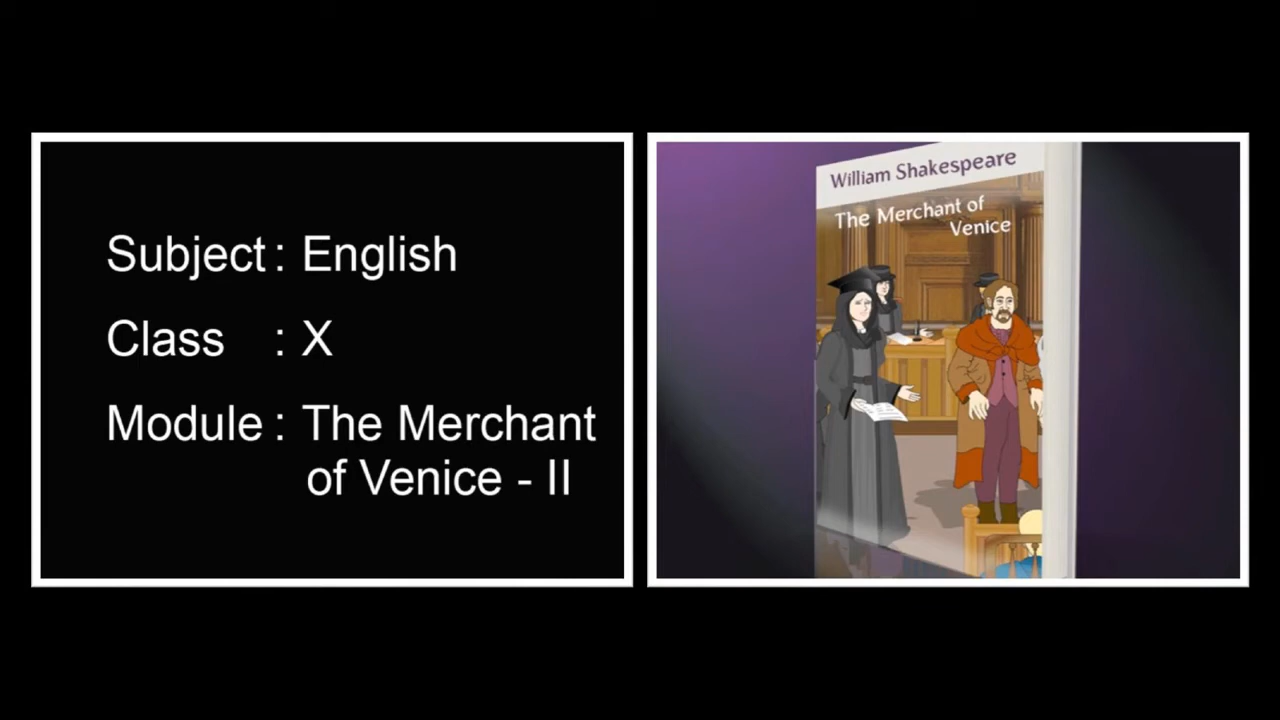 Subject : English
Class : X
Module : The Merchant
of Venice - II
William Shakespeare
The Merchant of
Venice